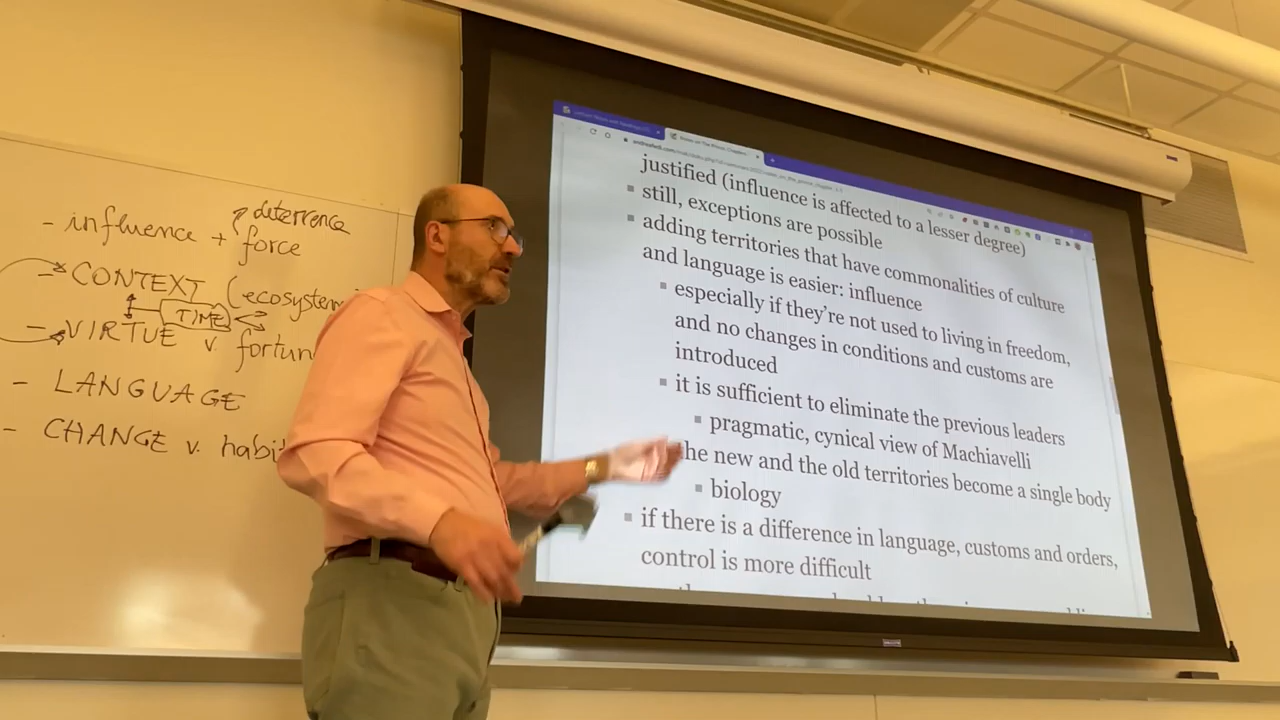 deterrence
- influence + force
- CONTEXT (ecosystem
TIME
- VIRTUE v. fortun
- LANGUAGE
- CHANGE v. habi
justified (influence is affected to a lesser degree)
still, exceptions are possible
adding territories that have commonalities of culture
and language is easier: influence
especially if they're not used to living in freedom,
and no changes in conditions and customs are
introduced
it is sufficient to eliminate the previous leaders
pragmatic, cynical view of Machiavelli
he new and the old territories become a single body
biology
if there is a difference in language, customs and orders,
control is more difficult